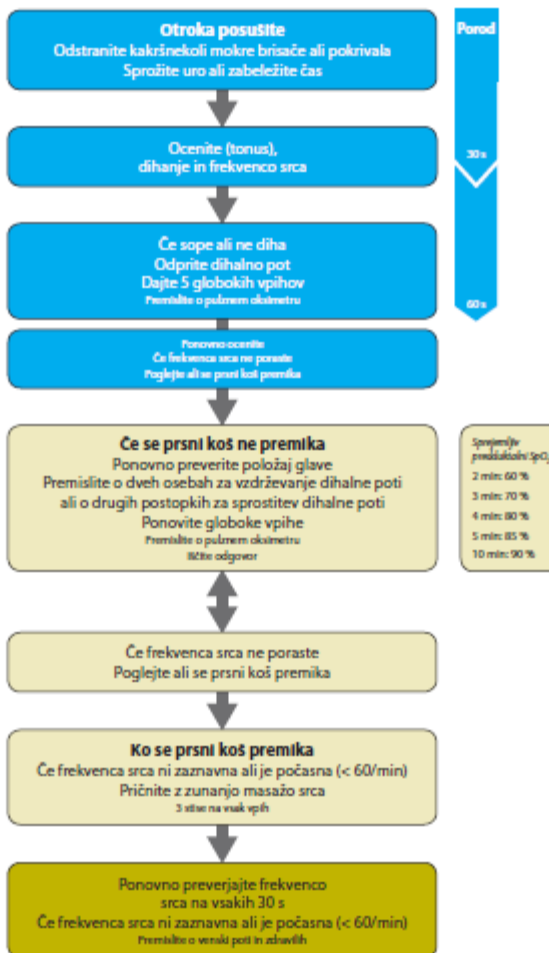 Otroka posušite
Odstranite kakršnekoli mokre brisače ali pokrivala
Sprožite uro ali zabeležite čas
Porod
Ocenite (tonus),
dihanje in frekvenco srca
30 s
Če sope ali ne diha
Odprite dihalno pot
Dajte 5 globokih vpihov
Premislite o pulznem oksimetru
60 s
Ponovno ocenite
Če frekvenca srca ne poraste
Poglejte ali se prsni koš premika
Če se prsni koš ne premika
Ponovno preverite položaj glave
Premislite o dveh osebah za vzdrževanje dihalne poti
ali o drugih postopkih za sprostitev dihalne poti
Ponovite globoke vpihe
Premislite o pulznem oksimetru
Iščite odgovor
Sprejemljiv
preduktalni SpO₂
2 min: 60 %
3 min: 70 %
4 min: 80 %
5 min: 85 %
10 min: 90 %
Če frekvenca srca ne poraste
Poglejte ali se prsni koš premika
Ko se prsni koš premika
Če frekvenca srca ni zaznavna ali je počasna (< 60/min)
Pričnite z zunanjo masažo srca
3 stise na vsak vpih
Ponovno preverjajte frekvenco
srca na vsakih 30 s
Če frekvenca srca ni zaznavna ali je počasna (< 60/min)
Premislite o venski poti in zdravilih